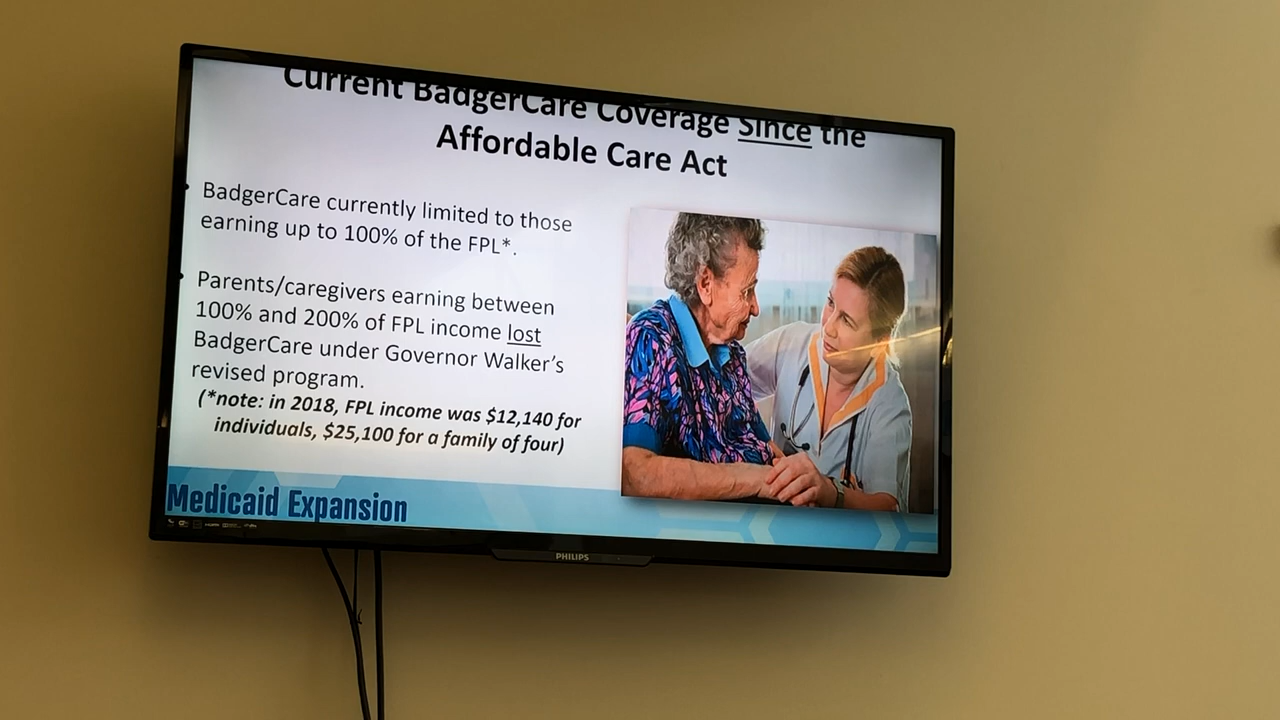 Current BadgerCare Coverage Since the
Affordable Care Act
BadgerCare currently limited to those
earning up to 100% of the FPL*.
Parents/caregivers earning between
100% and 200% of FPL income lost
BadgerCare under Governor Walker's
revised program.
(*note: in 2018, FPL income was $12,140 for
individuals, $25,100 for a family of four)
Medicaid Expansion
PHILIPS